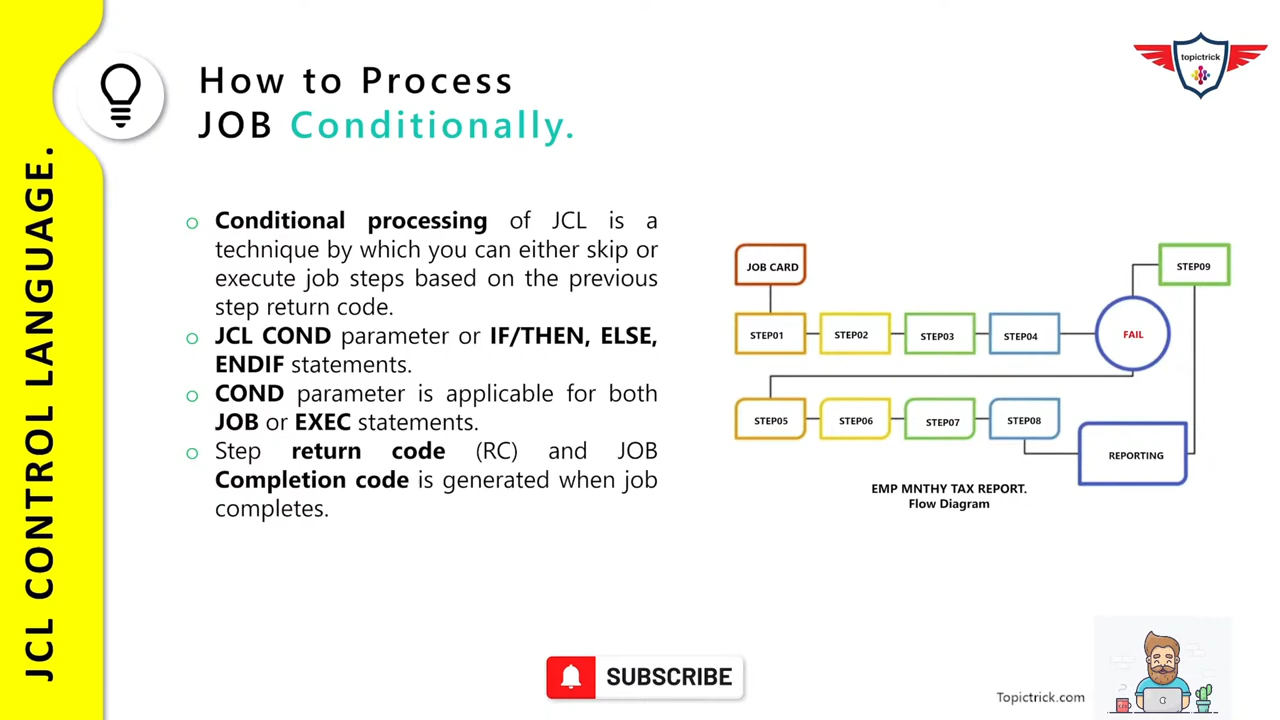 JCL CONTROL LANGUAGE.
topictrick
How to Process
JOB Conditionally.
Conditional processing of JCL is a
technique by which you can either skip or
execute job steps based on the previous
step return code.
JCL COND parameter or IF/THEN, ELSE,
ENDIF statements.
COND parameter is applicable for both
JOB or EXEC statements.
Step return code (RC) and JOB
Completion code is generated when job
completes.
JOB CARD
STEP09
STEP01
STEP02
STEP03
STEP04
FAIL
STEP05
STEP06
STEP07
STEP08
REPORTING
EMP MNTHY TAX REPORT.
Flow Diagram
SUBSCRIBE
Topictrick.com